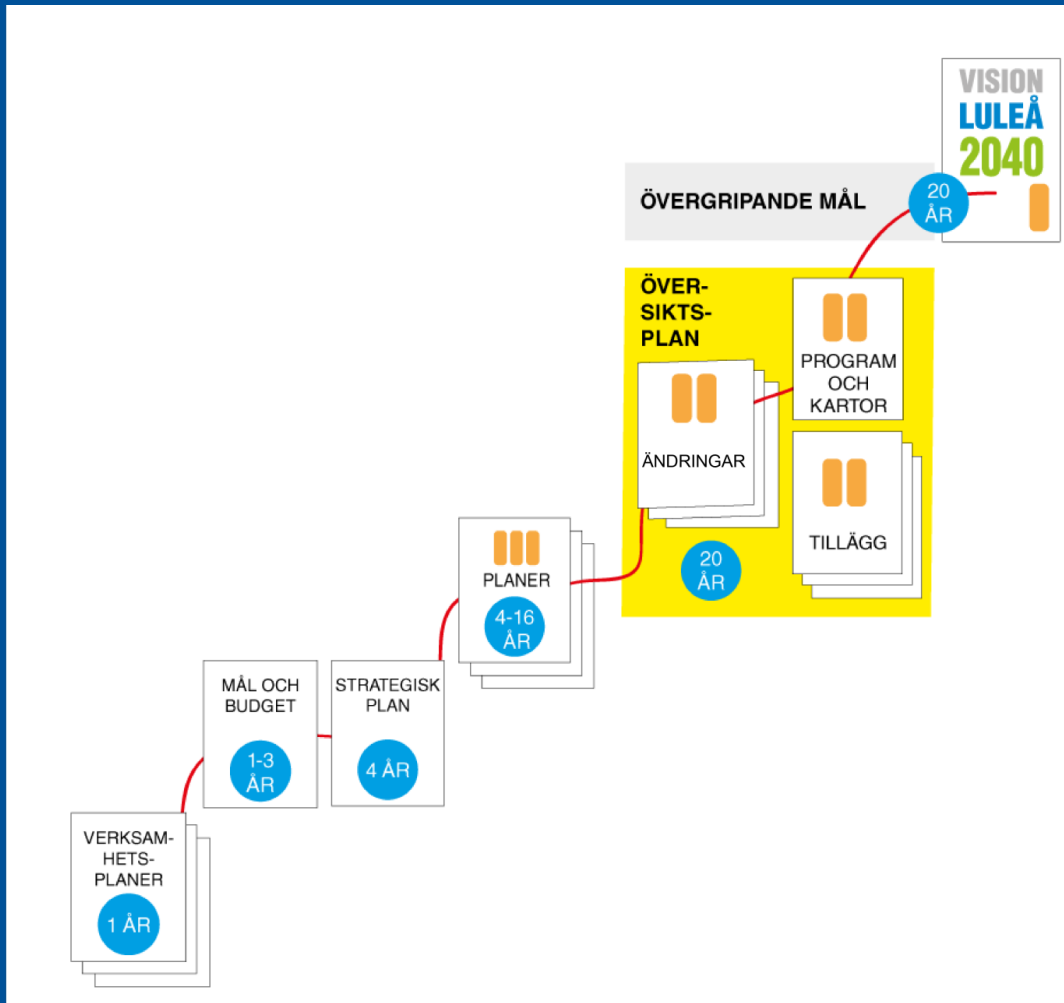 VISION
LULEÅ
2040
ÖVERGRIPANDE MÅL
20
ÅR
ÖVER-
SIKTS-
PLAN
PROGRAM
OCH
KARTOR
ÄNDRINGAR
TILLÄGG
20
ÅR
PLANER
4-16
ÅR
MÅL OCH
BUDGET
1-3
ÅR
STRATEGISK
PLAN
4 ÅR
VERKSAM-
HETS-
PLANER
1 ÅR